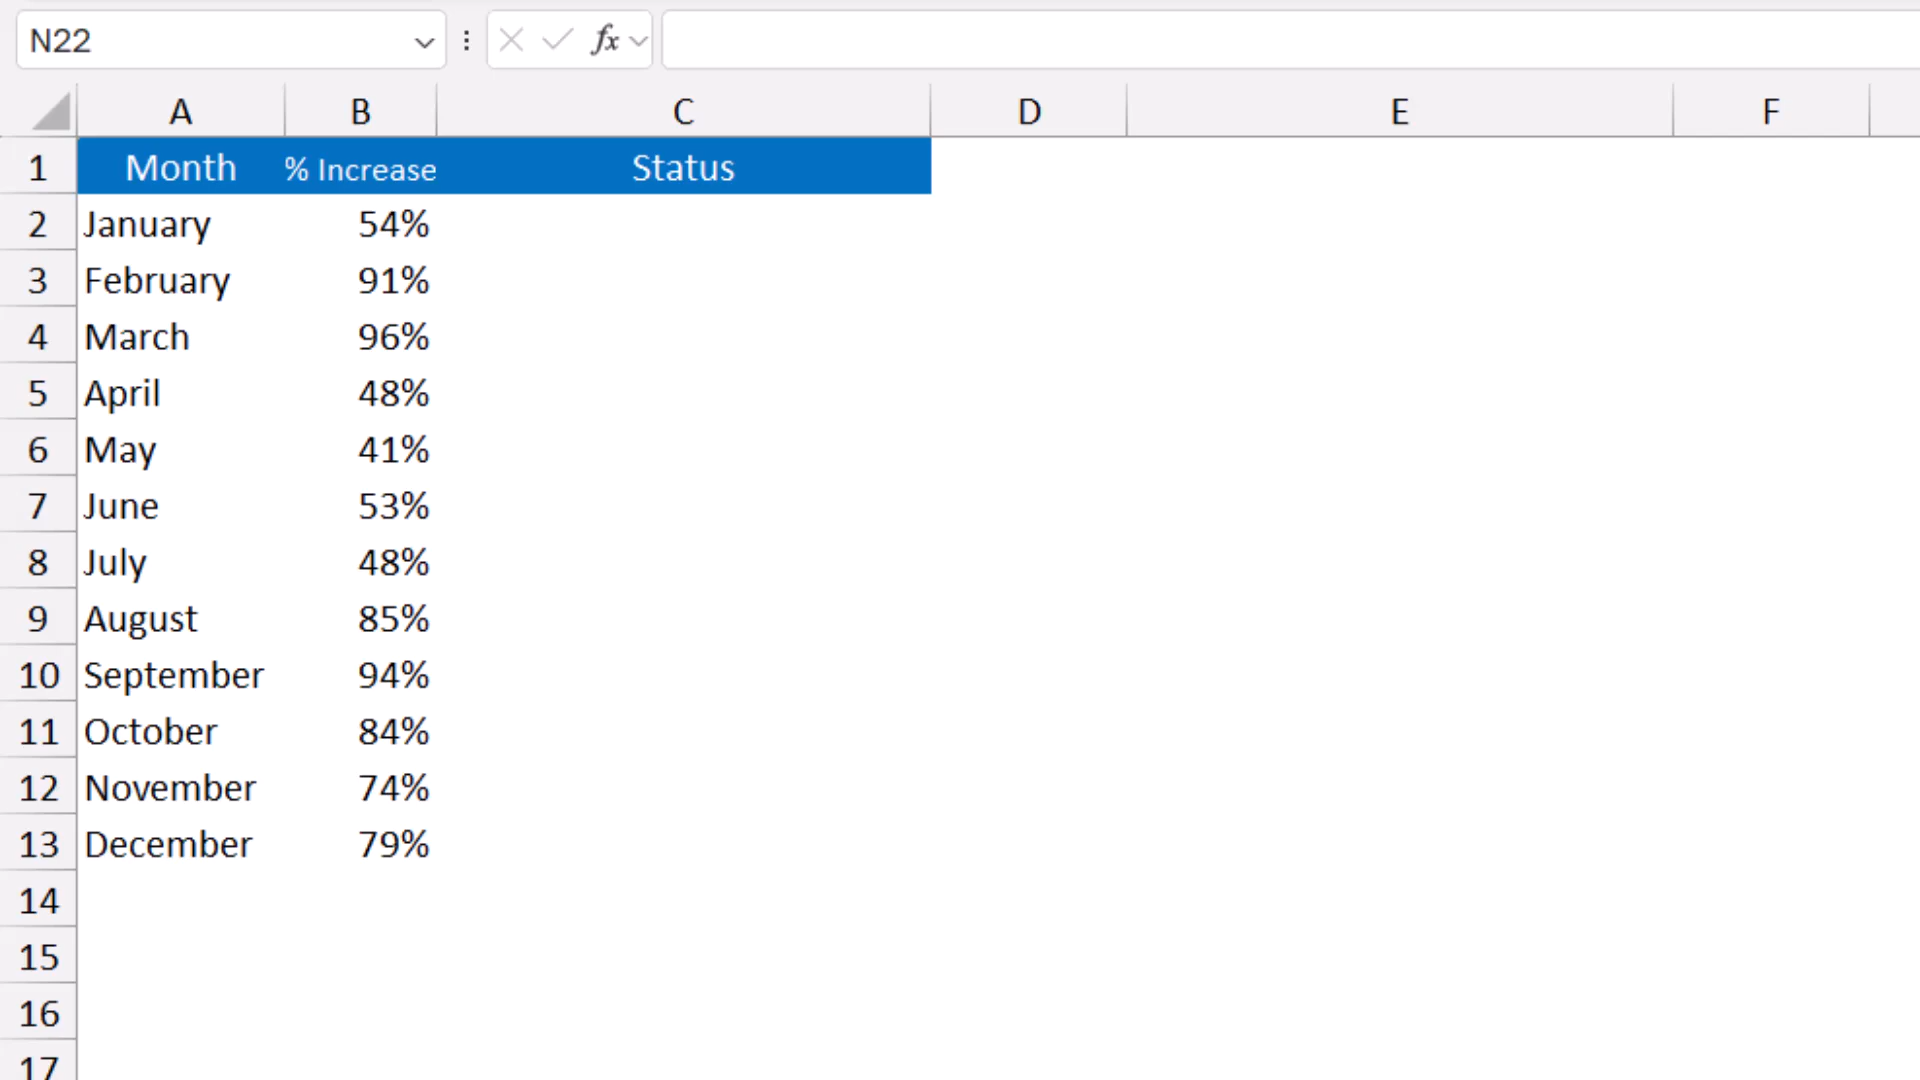 N22 fx
A B C D E F
1 Month % Increase Status
2 January 54%
3 February 91%
4 March 96%
5 April 48%
6 May 41%
7 June 53%
8 July 48%
9 August 85%
10 September 94%
11 October 84%
12 November 74%
13 December 79%
14
15
16
17